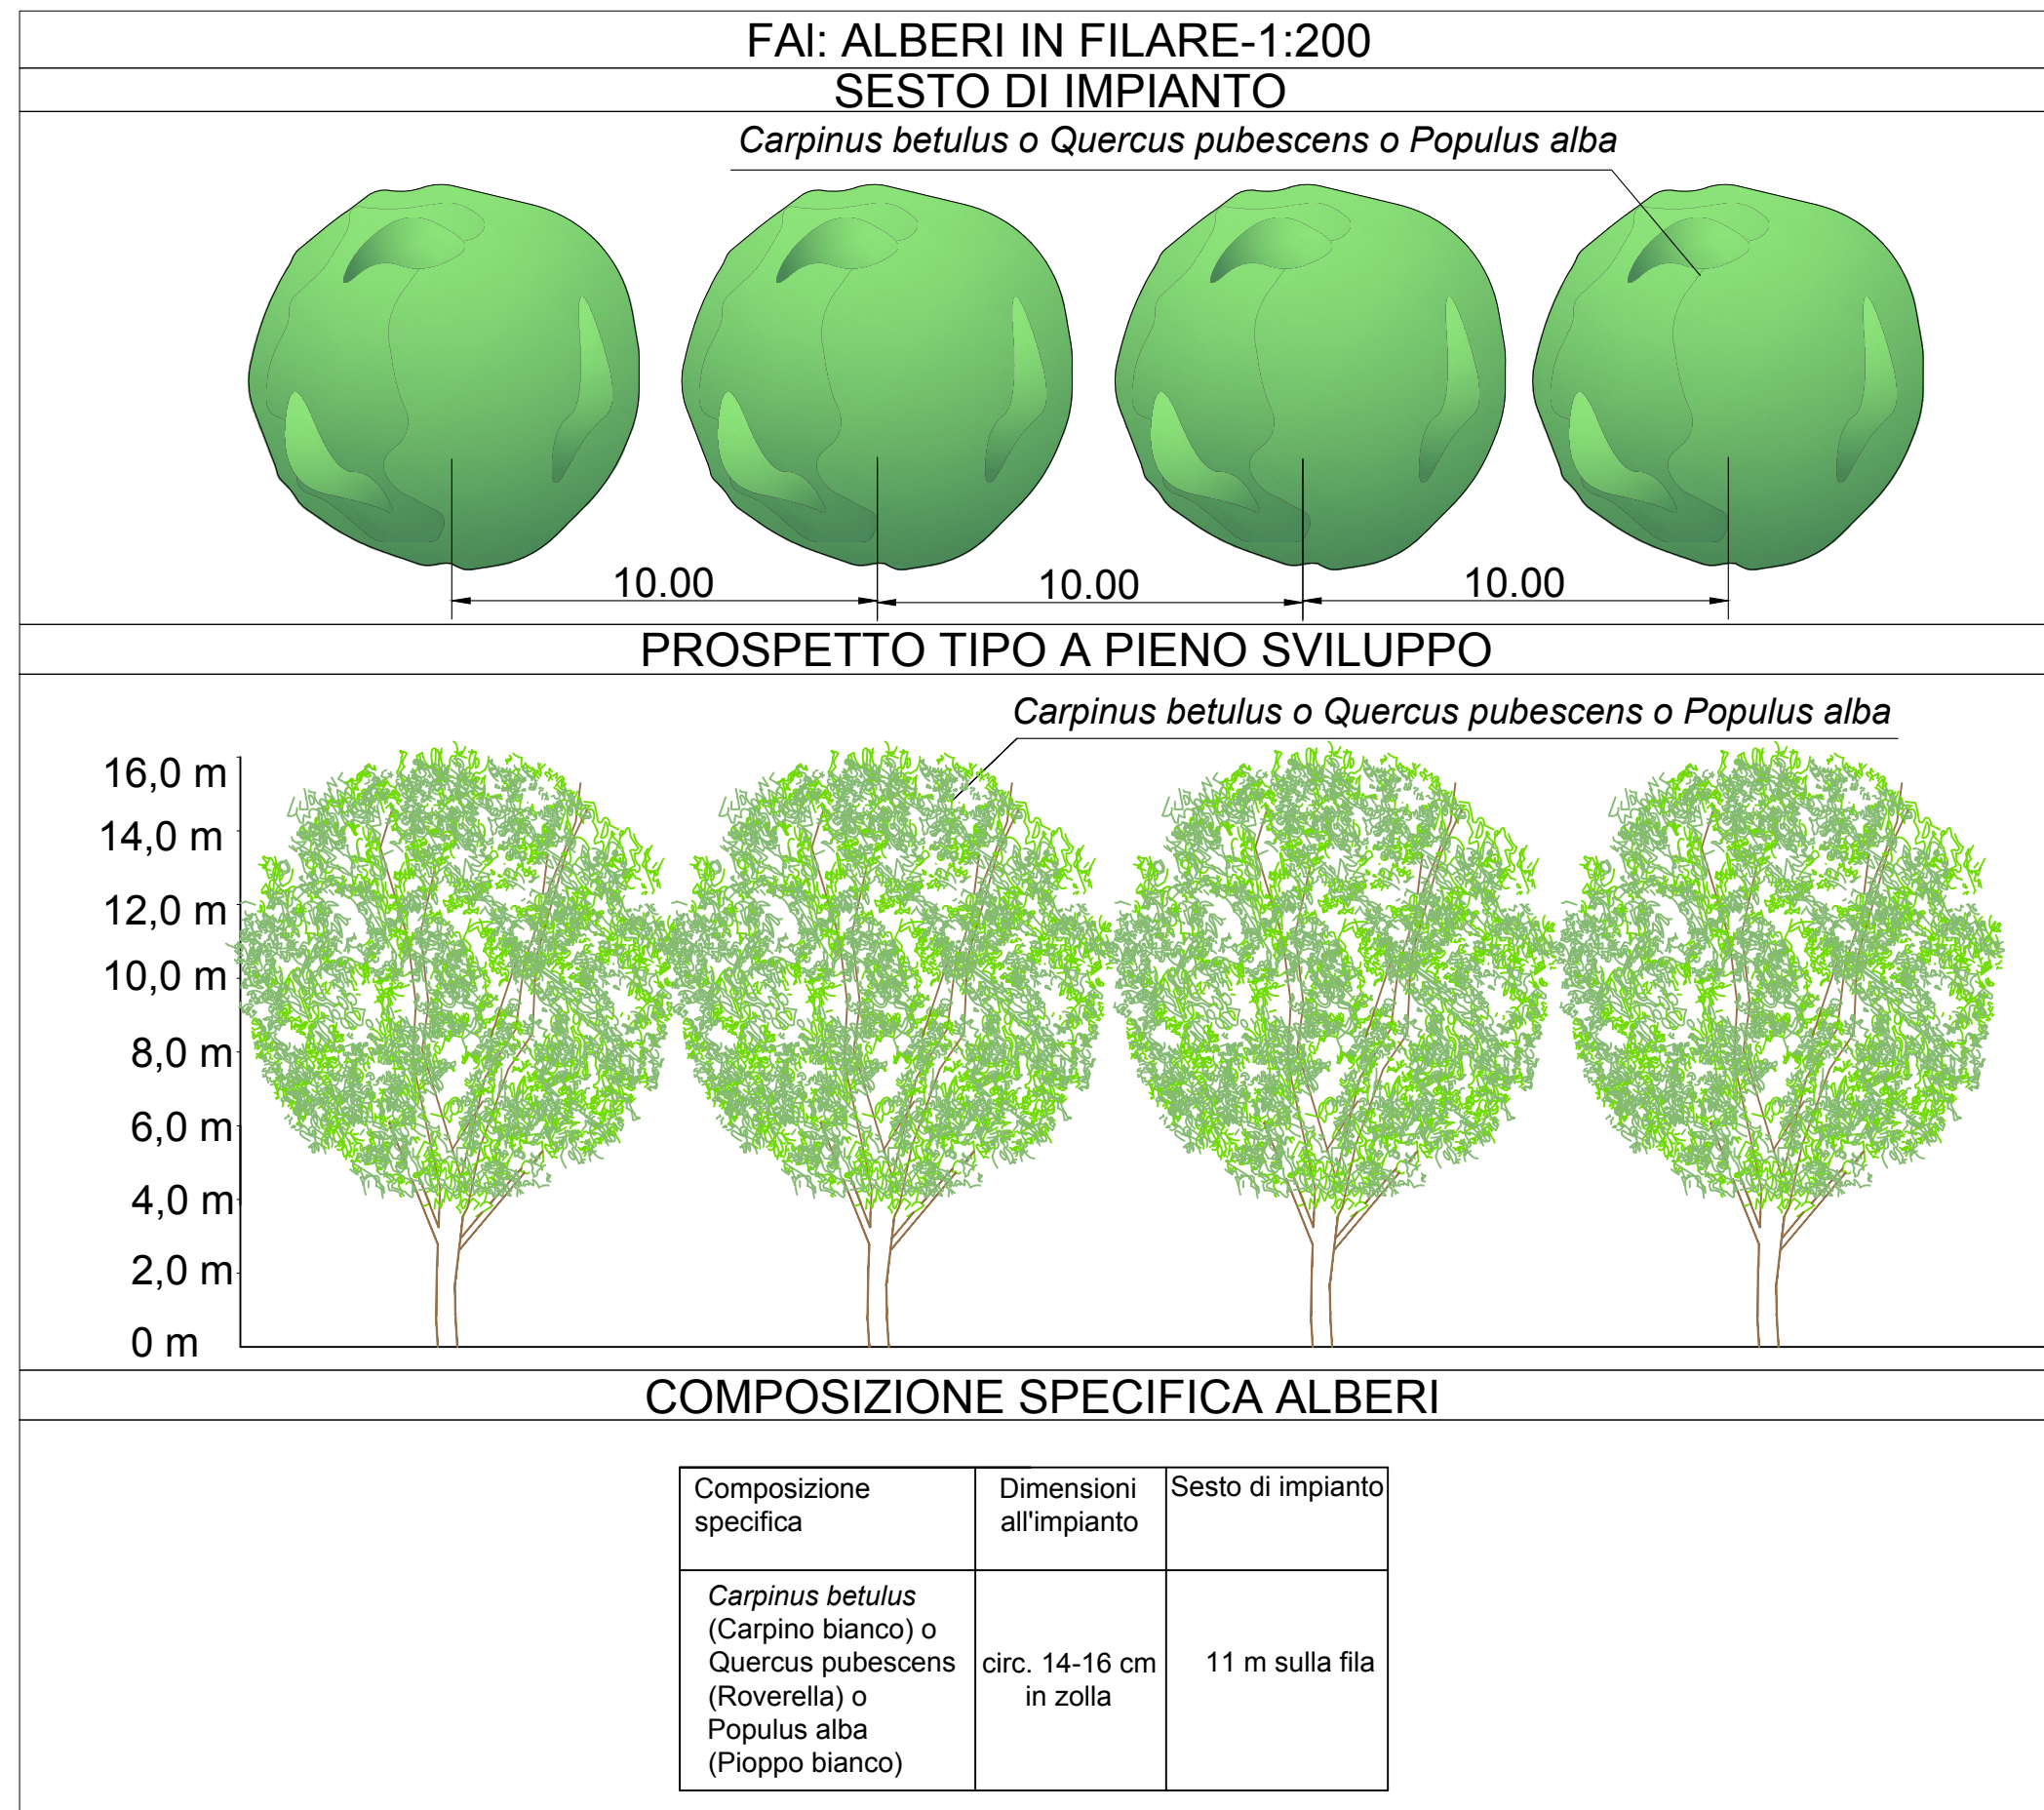 FAI: ALBERI IN FILARE-1:200
SESTO DI IMPIANTO
Carpinus betulus o Quercus pubescens o Populus alba
10.00
10.00
10.00
PROSPETTO TIPO A PIENO SVILUPPO
Carpinus betulus o Quercus pubescens o Populus alba
16,0 m
14,0 m
12,0 m
10,0 m
8,0 m
6,0 m
4,0 m
2,0 m
0 m
COMPOSIZIONE SPECIFICA ALBERI
Composizione
specifica
Dimensioni
all'impianto
Sesto di impianto
Carpinus betulus
(Carpino bianco) o
Quercus pubescens
(Roverella) o
Populus alba
(Pioppo bianco)
circ. 14-16 cm
in zolla
11 m sulla fila